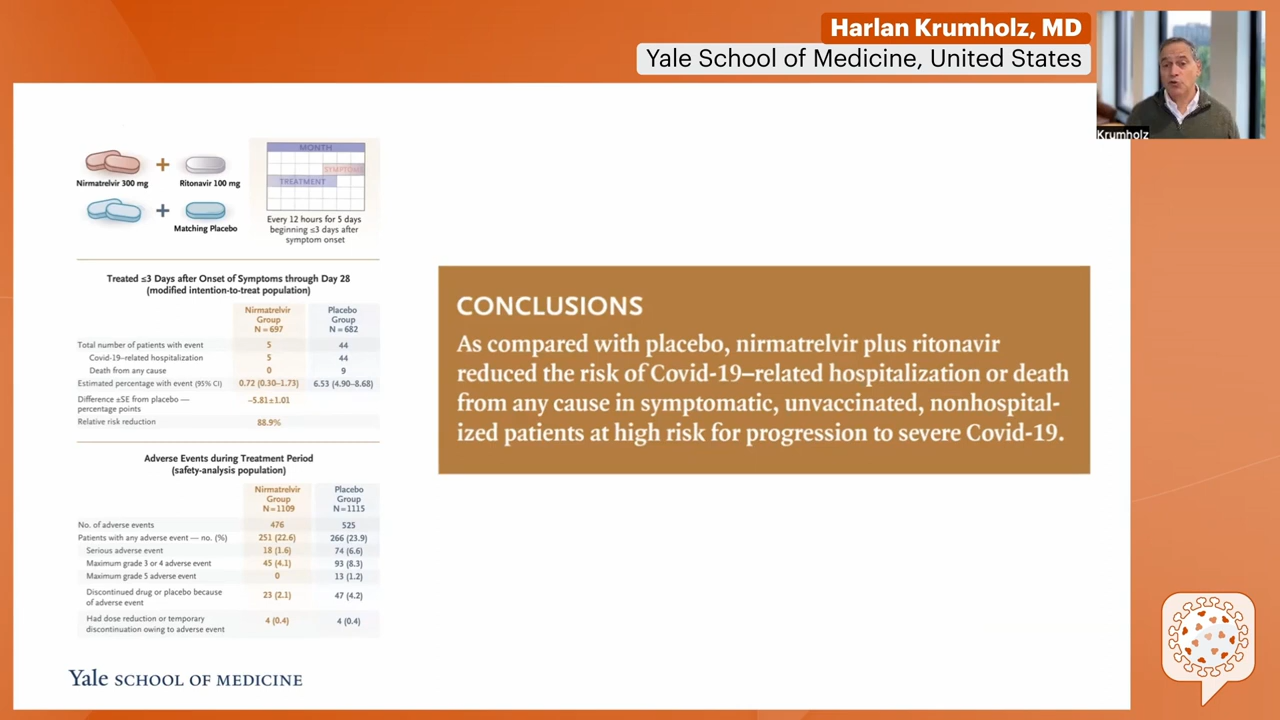 Harlan Krumholz, MD
Yale School of Medicine, United States
Krumholz
Nirmatrelvir 300 mg
+
Ritonavir 100 mg
+
Matching Placebo
MONTH
SYMPTOMS
TREATMENT
Every 12 hours for 5 days
beginning ≤3 days after
symptom onset
Treated ≤3 Days after Onset of Symptoms through Day 28
(modified intention-to-treat population)
Nirmatrelvir
Group
N = 697
Placebo
Group
N = 682
Total number of patients with event 5 44
Covid-19–related hospitalization 5 44
Death from any cause 0 9
Estimated percentage with event (95% CI) 0.72 (0.30–1.73) 6.53 (4.90–8.68)
Difference ±SE from placebo — −5.81±1.01
percentage points
Relative risk reduction 88.9%
Adverse Events during Treatment Period
(safety-analysis population)
Nirmatrelvir
Group
N=1109
Placebo
Group
N=1115
No. of adverse events 476 525
Patients with any adverse event — no. (%) 251 (22.6) 266 (23.9)
Serious adverse event 18 (1.6) 74 (6.6)
Maximum grade 3 or 4 adverse event 45 (4.1) 93 (8.3)
Maximum grade 5 adverse event 0 13 (1.2)
Discontinued drug or placebo because
of adverse event 23 (2.1) 47 (4.2)
Had dose reduction or temporary
discontinuation owing to adverse event 4 (0.4) 4 (0.4)
CONCLUSIONS
As compared with placebo, nirmatrelvir plus ritonavir
reduced the risk of Covid-19–related hospitalization or death
from any cause in symptomatic, unvaccinated, nonhospital-
ized patients at high risk for progression to severe Covid-19.
Yale SCHOOL OF MEDICINE